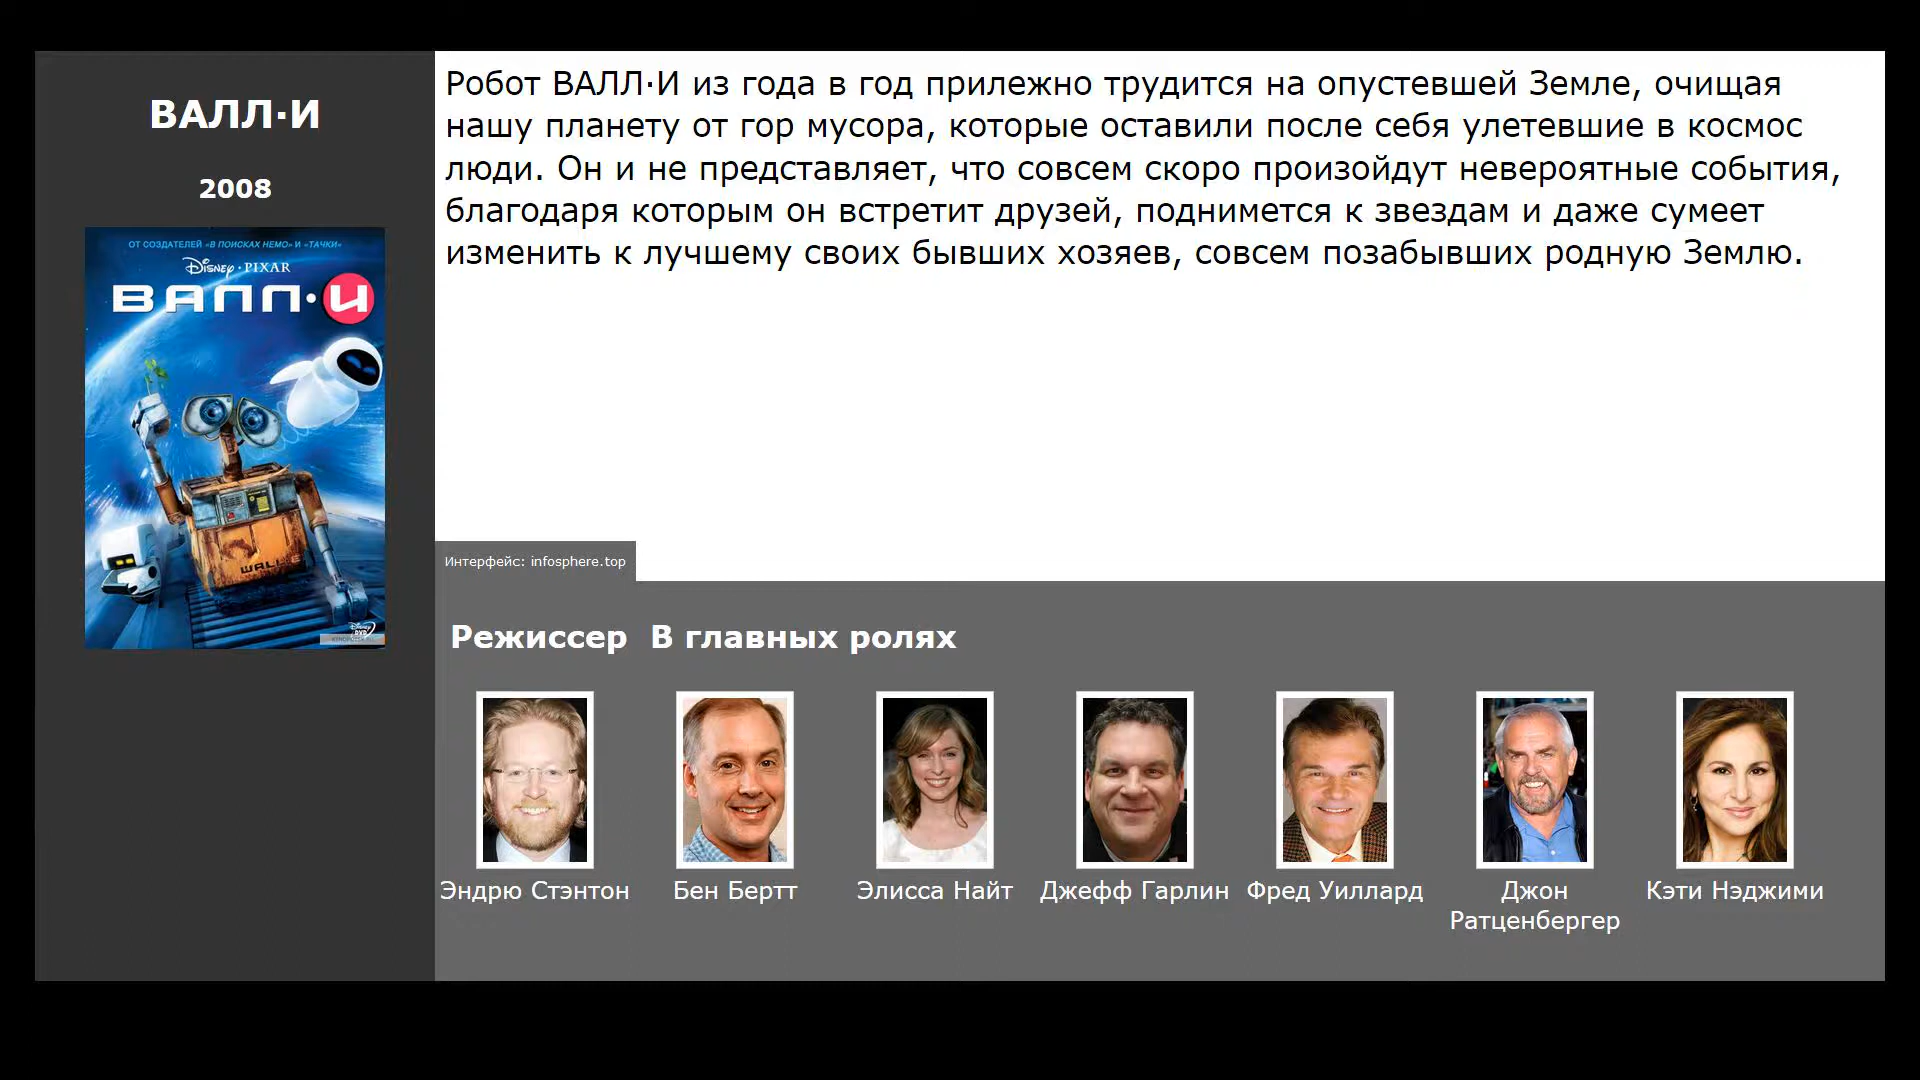 ВАЛЛ·И
2008
ОТ СОЗДАТЕЛЕЙ «В ПОИСКАХ НЕМО» И «ТАЧКИ»
Disney · PIXAR
ВАЛЛ·И
WALL·E
Disney
DVD
Робот ВАЛЛ·И из года в год прилежно трудится на опустевшей Земле, очищая
нашу планету от гор мусора, которые оставили после себя улетевшие в космос
люди. Он и не представляет, что совсем скоро произойдут невероятные события,
благодаря которым он встретит друзей, поднимется к звездам и даже сумеет
изменить к лучшему своих бывших хозяев, совсем позабывших родную Землю.
Интерфейс: infosphere.top
Режиссер В главных ролях
Эндрю Стэнтон
Бен Бертт
Элисса Найт
Джефф Гарлин
Фред Уиллард
Джон
Ратценбергер
Кэти Нэджими